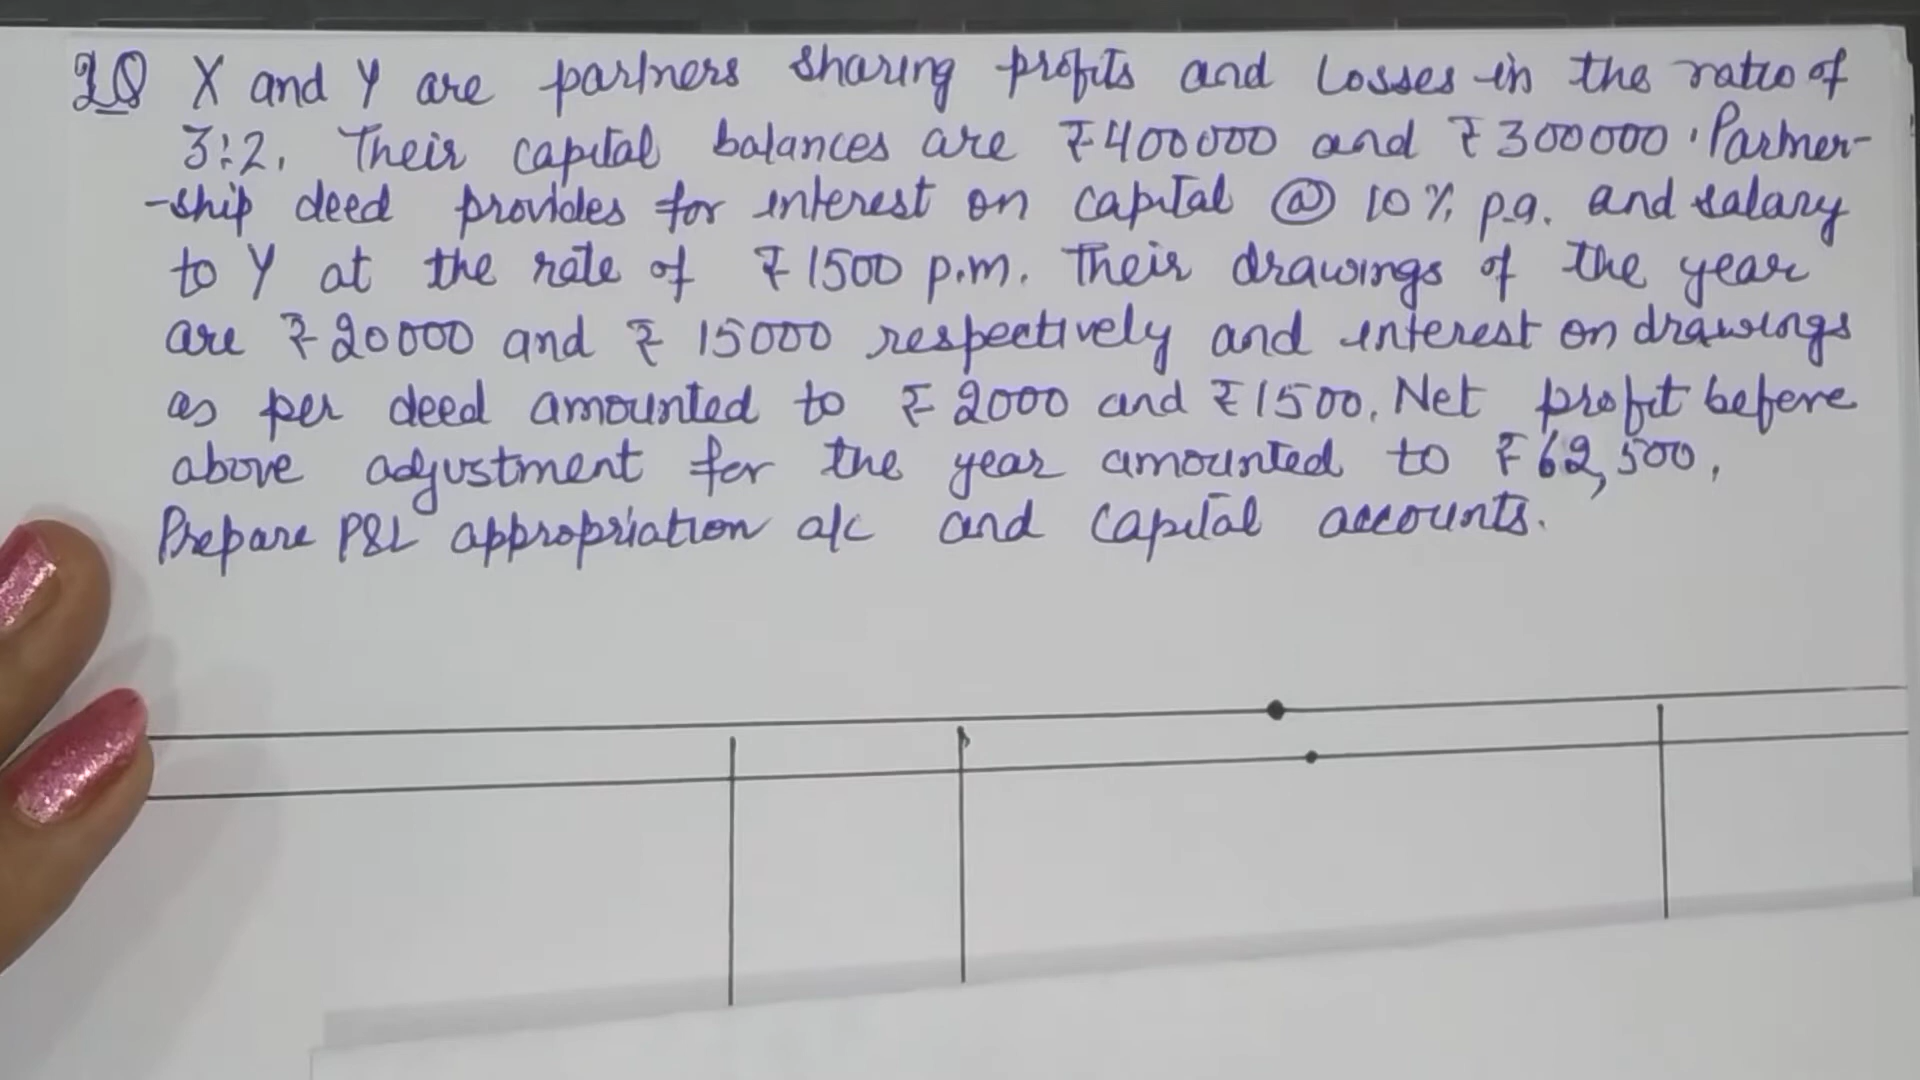 2Q X and Y are partners sharing profits and Losses in the ratio of
3:2. Their capital balances are ₹400000 and ₹300000. Partner-
-ship deed provides for interest on capital @ 10% p.a. and salary
to Y at the rate of ₹1500 p.m. Their drawings of the year
are ₹20000 and ₹15000 respectively and interest on drawings
as per deed amounted to ₹2000 and ₹1500. Net profit before
above adjustment for the year amounted to ₹62,500.
Prepare P&L appropriation a/c and capital accounts.